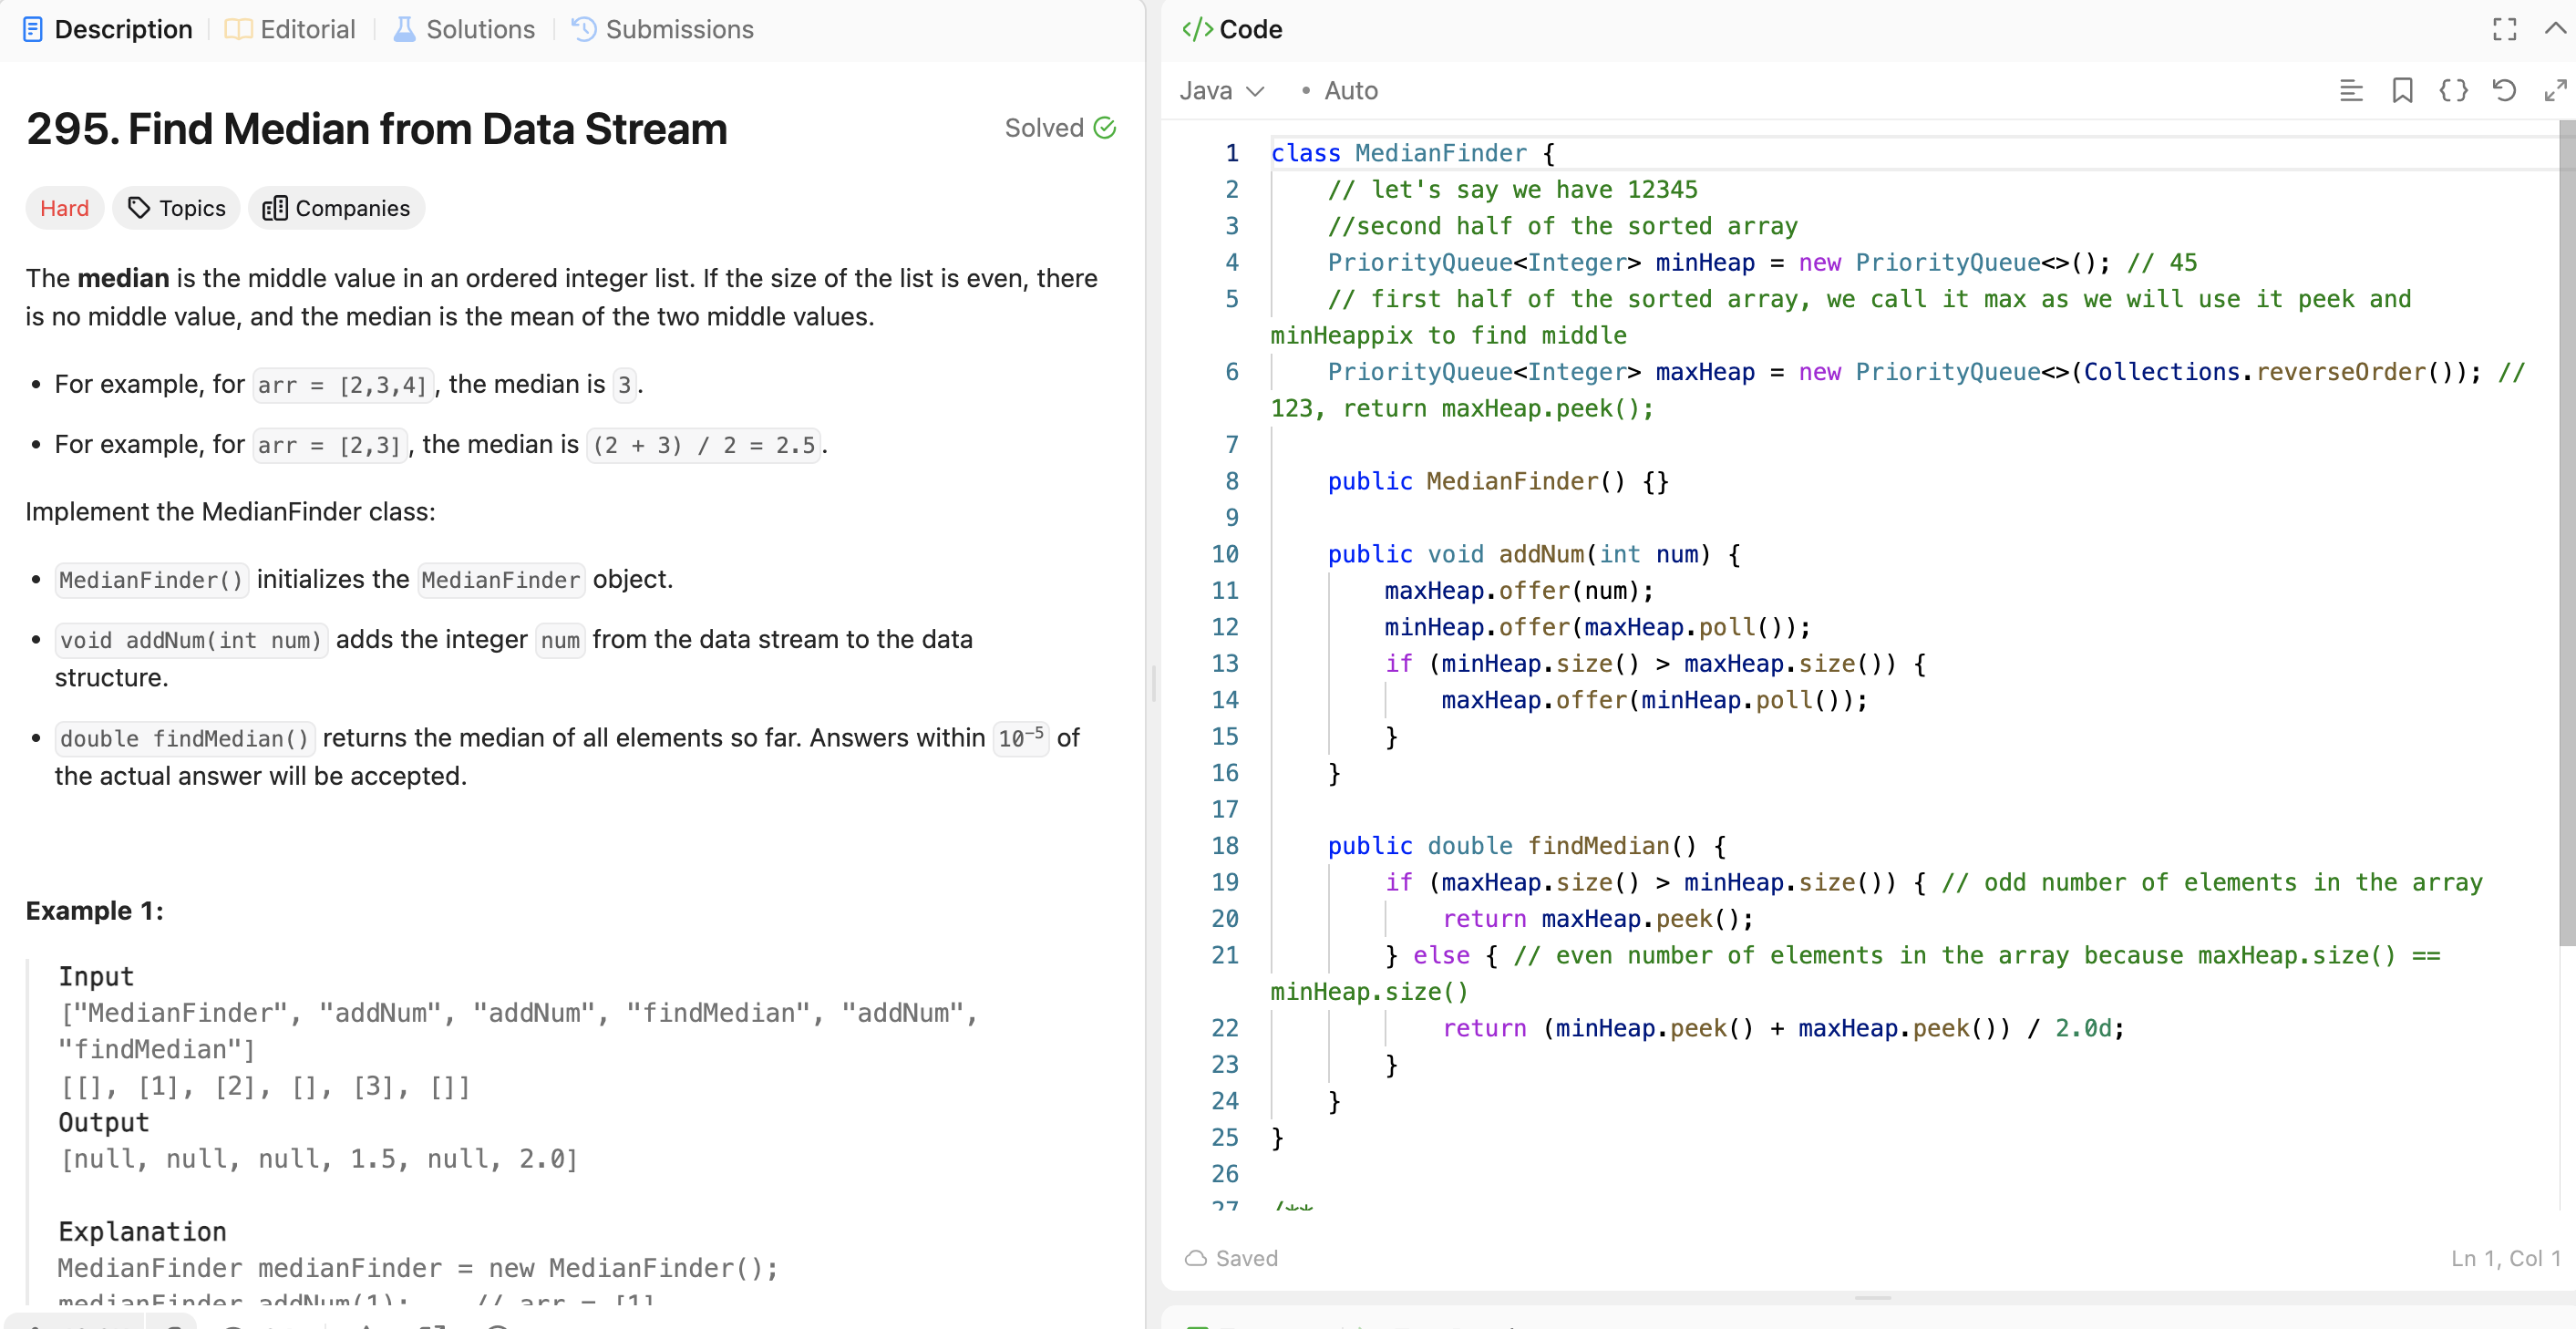 Description Editorial Solutions Submissions
295. Find Median from Data Stream
Solved
Hard Topics Companies
The median is the middle value in an ordered integer list. If the size of the list is even, there
is no middle value, and the median is the mean of the two middle values.
• For example, for arr = [2,3,4], the median is 3.
• For example, for arr = [2,3], the median is (2 + 3) / 2 = 2.5.
Implement the MedianFinder class:
• MedianFinder() initializes the MedianFinder object.
• void addNum(int num) adds the integer num from the data stream to the data
structure.
• double findMedian() returns the median of all elements so far. Answers within 10⁻⁵ of
the actual answer will be accepted.
Example 1:
Input
["MedianFinder", "addNum", "addNum", "findMedian", "addNum",
"findMedian"]
[[], [1], [2], [], [3], []]
Output
[null, null, null, 1.5, null, 2.0]
Explanation
MedianFinder medianFinder = new MedianFinder();
medianFinder.addNum(1);    // arr = [1]
</> Code
Java • Auto
1 class MedianFinder {
2     // let's say we have 12345
3     //second half of the sorted array
4     PriorityQueue<Integer> minHeap = new PriorityQueue<>(); // 45
5     // first half of the sorted array, we call it max as we will use it peek and
minHeappix to find middle
6     PriorityQueue<Integer> maxHeap = new PriorityQueue<>(Collections.reverseOrder()); //
123, return maxHeap.peek();
7
8     public MedianFinder() {}
9
10     public void addNum(int num) {
11         maxHeap.offer(num);
12         minHeap.offer(maxHeap.poll());
13         if (minHeap.size() > maxHeap.size()) {
14             maxHeap.offer(minHeap.poll());
15         }
16     }
17
18     public double findMedian() {
19         if (maxHeap.size() > minHeap.size()) { // odd number of elements in the array
20             return maxHeap.peek();
21         } else { // even number of elements in the array because maxHeap.size() ==
minHeap.size()
22             return (minHeap.peek() + maxHeap.peek()) / 2.0d;
23         }
24     }
25 }
26
27 /**
Saved
Ln 1, Col 1